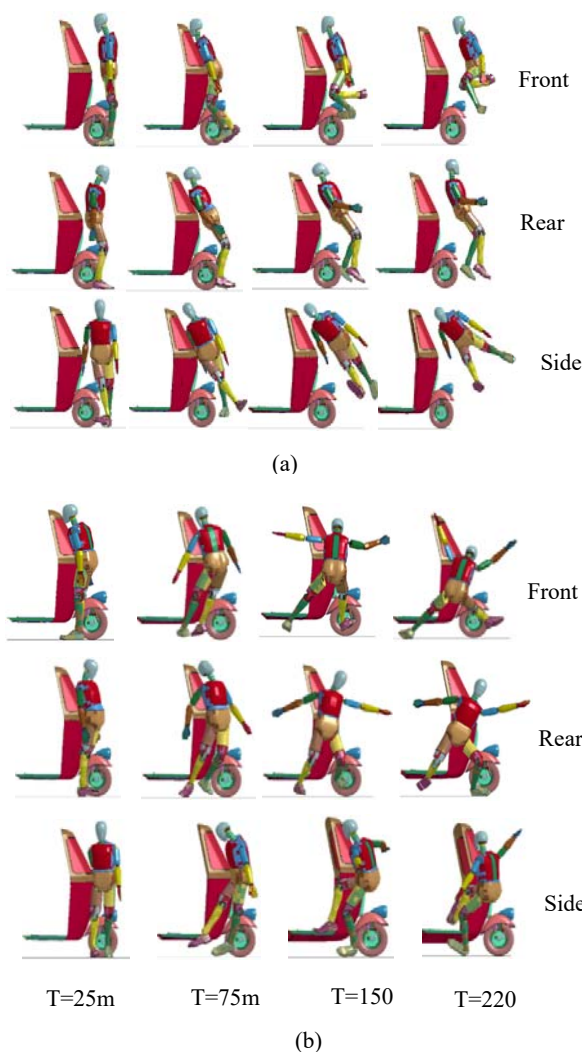 Front
Rear
Side
(a)
Front
Rear
Side
T=25m T=75m T=150 T=220
(b)